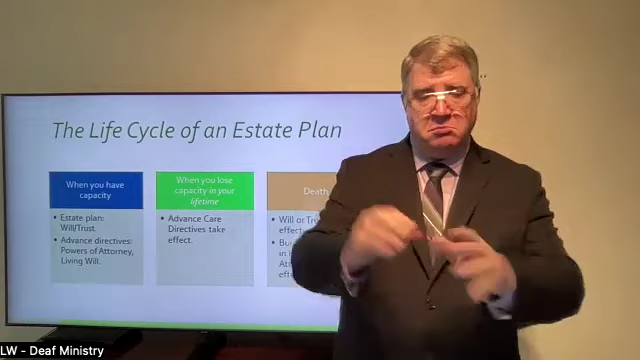 The Life Cycle of an Estate Plan
When you have
capacity
• Estate plan:
Will/Trust.
• Advance directives:
Powers of Attorney,
Living Will.
When you lose
capacity in your
lifetime
• Advance Care
Directives take
effect.
Death
• Will or
LW - Deaf Ministry